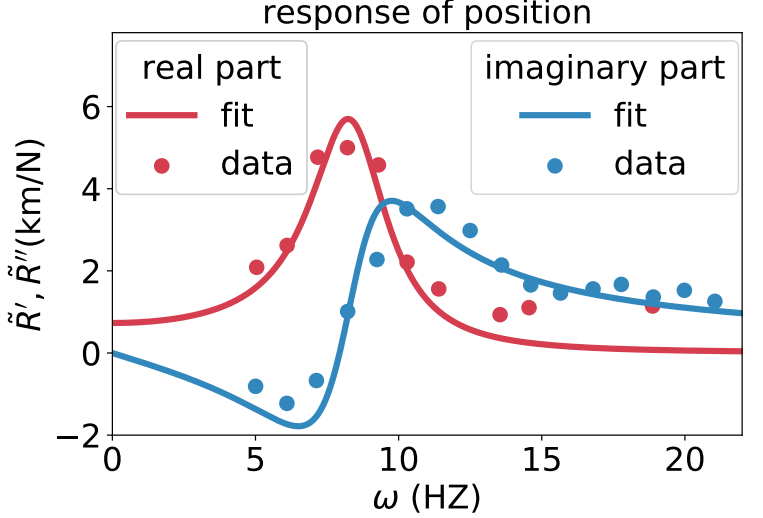 response of position
real part
fit
data
imaginary part
fit
data
R̃′, R̃″(km/N)
6
4
2
0
−2
0 5 10 15 20
ω (HZ)